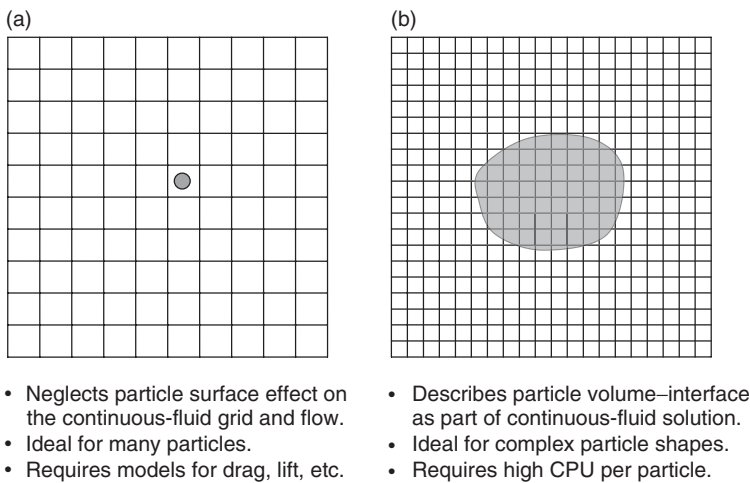 (a)
(b)
• Neglects particle surface effect on
the continuous-fluid grid and flow.
• Ideal for many particles.
• Requires models for drag, lift, etc.
• Describes particle volume–interface
as part of continuous-fluid solution.
• Ideal for complex particle shapes.
• Requires high CPU per particle.